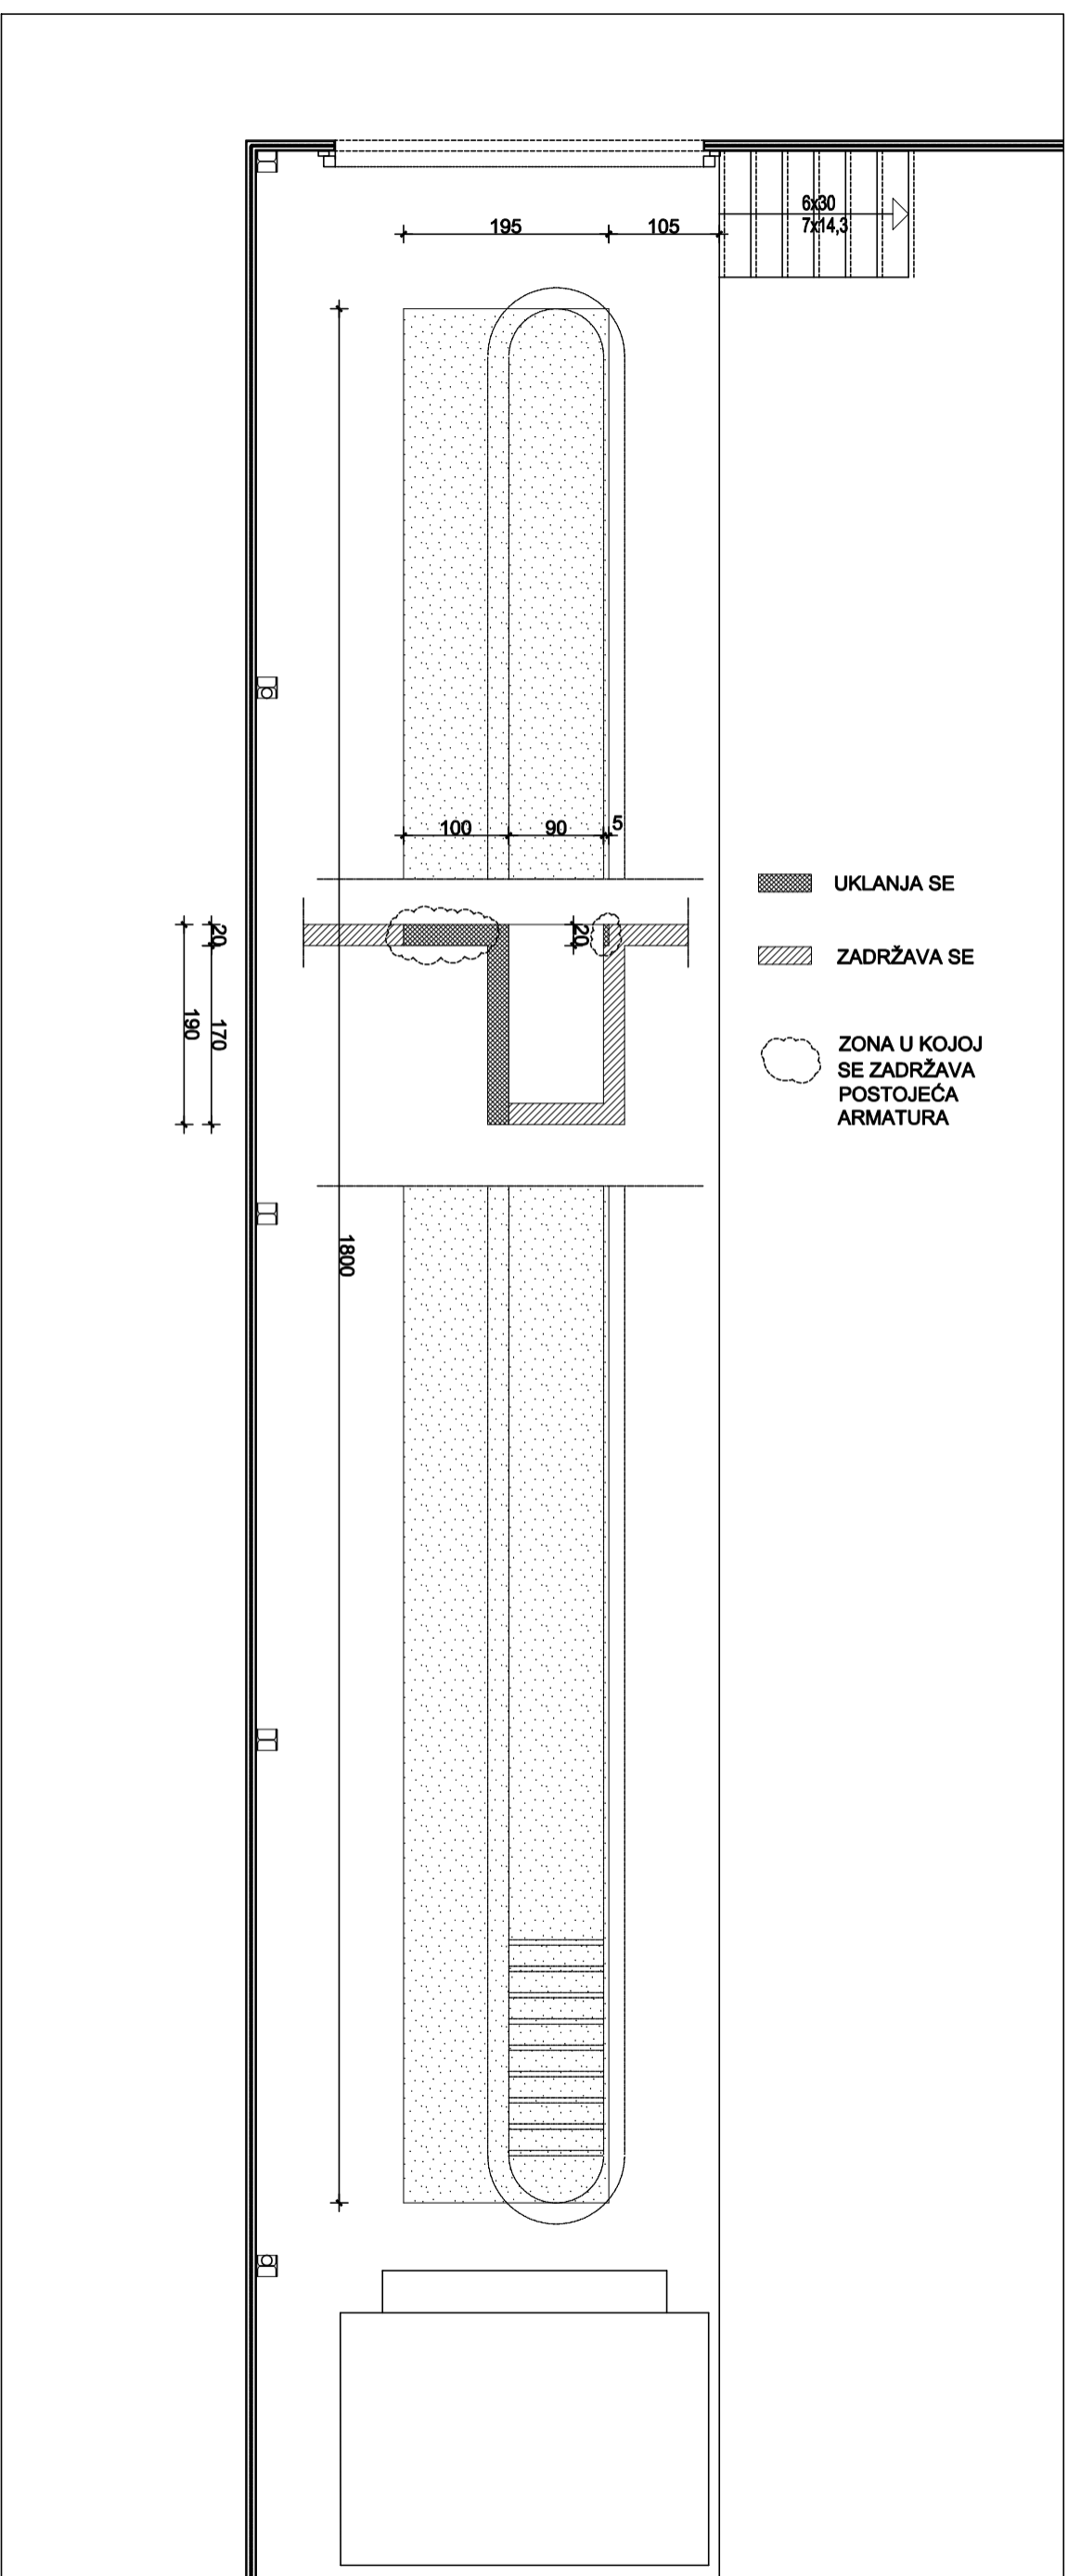 6x30
7x14,3
195
105
100
90
5
UKLANJA SE
20
20
ZADRŽAVA SE
190
170
ZONA U KOJOJ
SE ZADRŽAVA
POSTOJEĆA
ARMATURA
1800